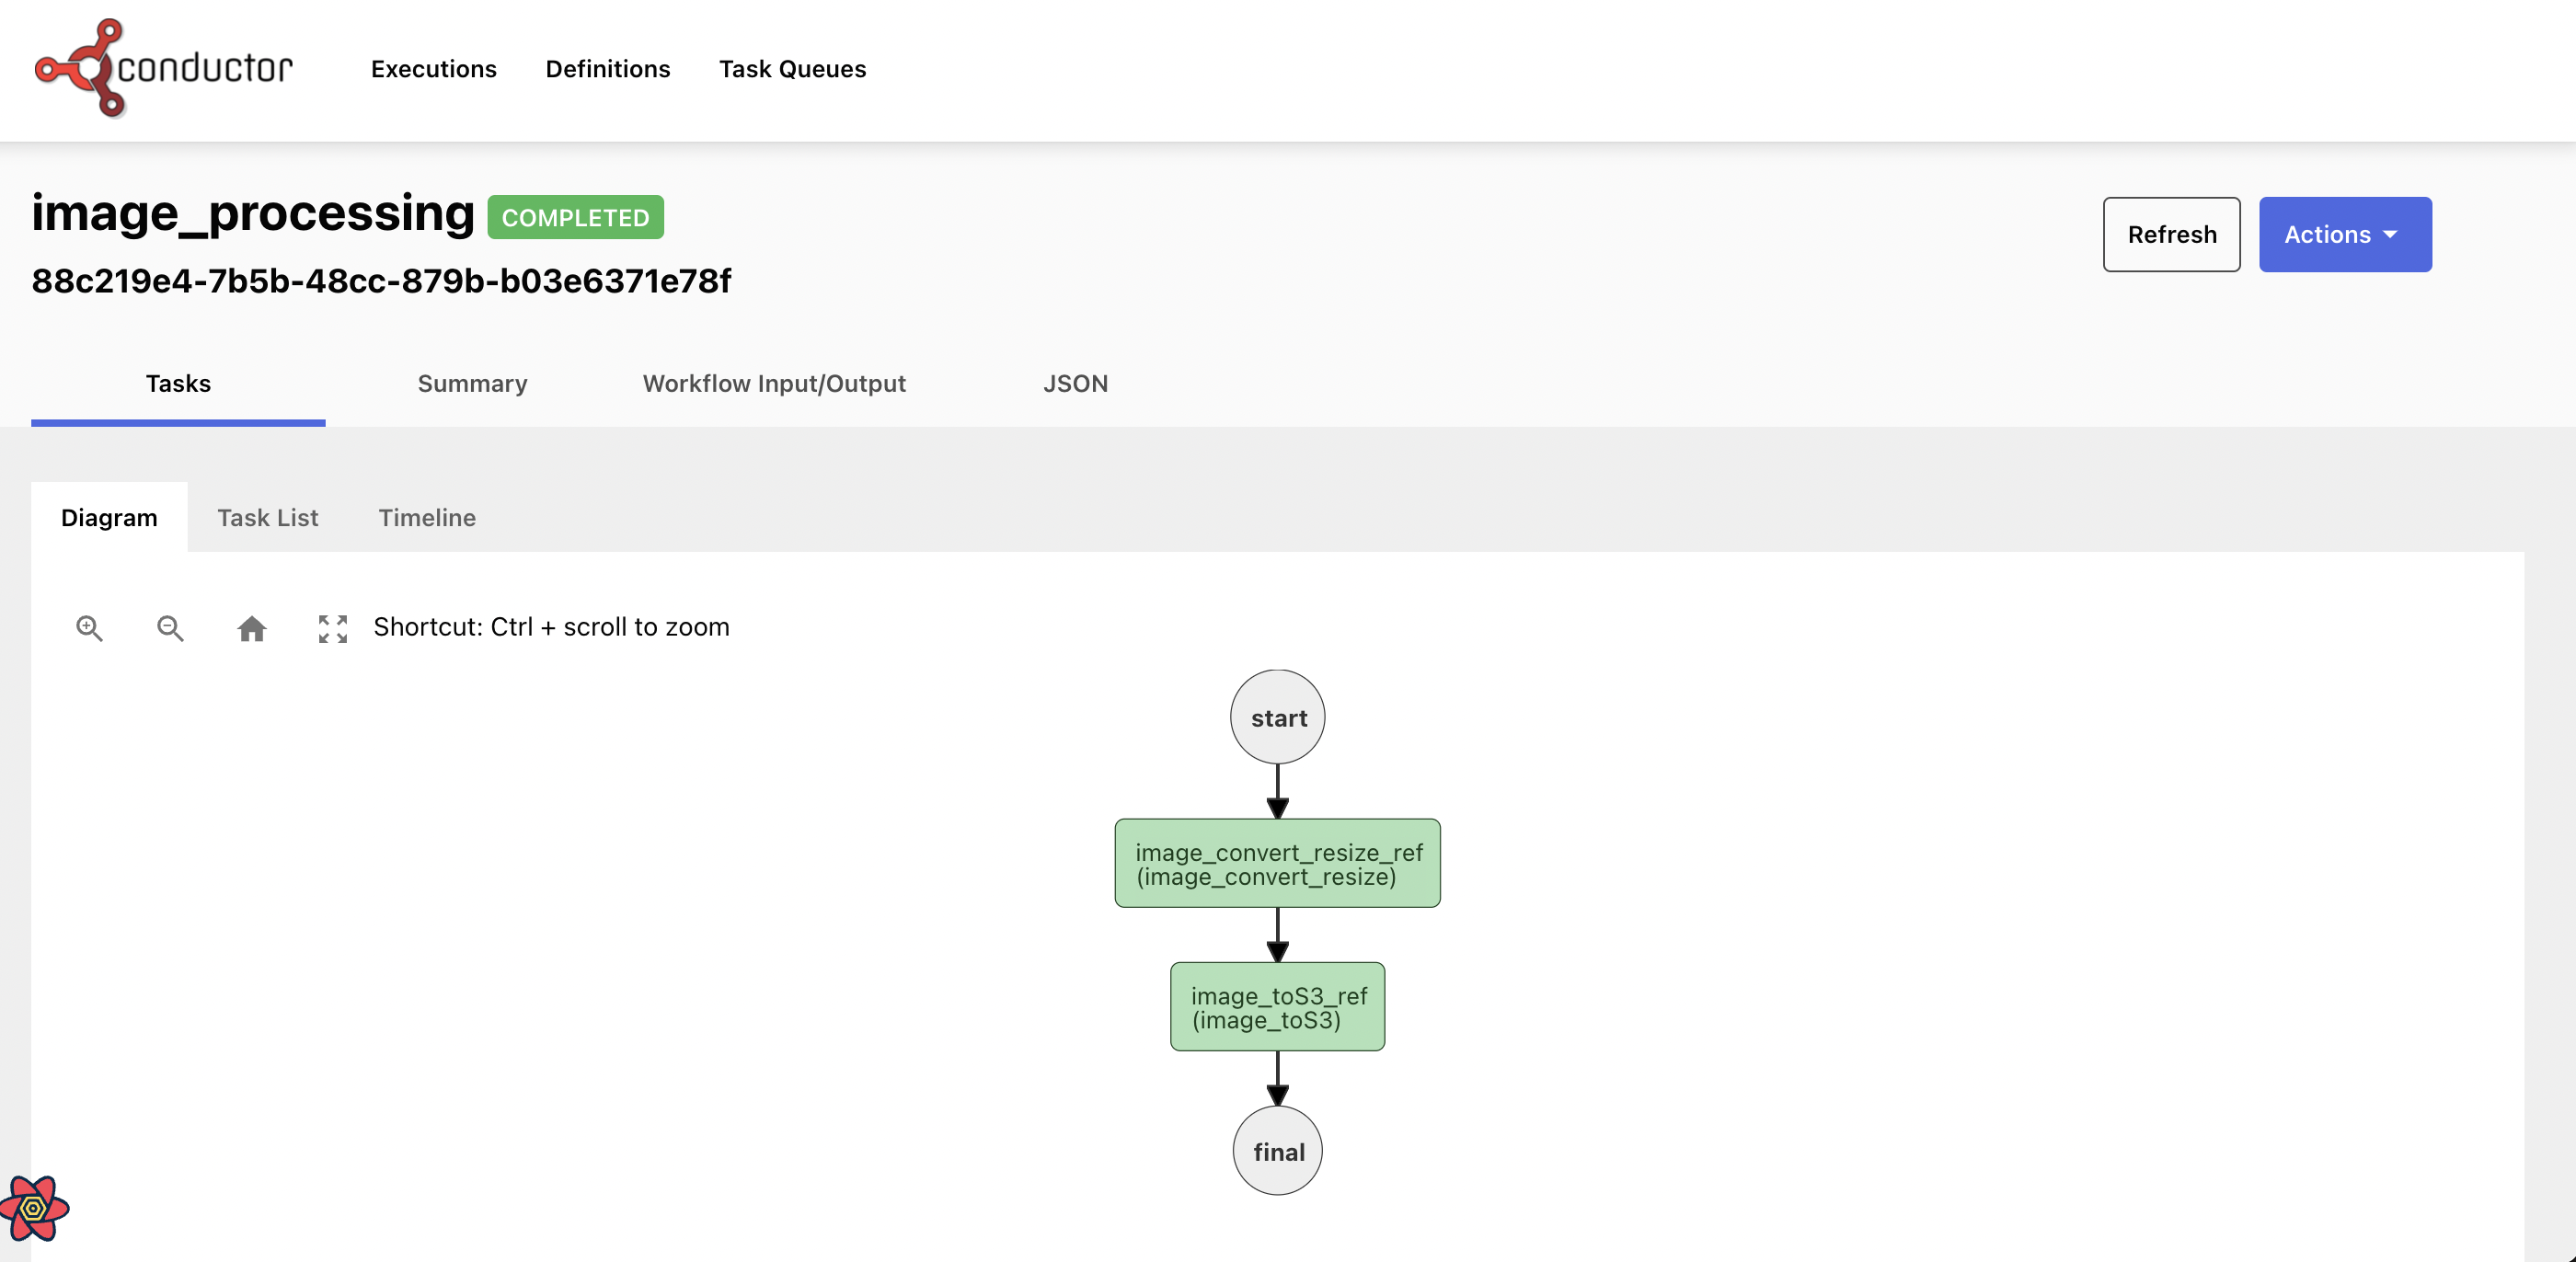 conductor
Executions Definitions Task Queues
image_processing COMPLETED
88c219e4-7b5b-48cc-879b-b03e6371e78f
Refresh Actions
Tasks Summary Workflow Input/Output JSON
Diagram Task List Timeline
Shortcut: Ctrl + scroll to zoom
start
image_convert_resize_ref
(image_convert_resize)
image_toS3_ref
(image_toS3)
final